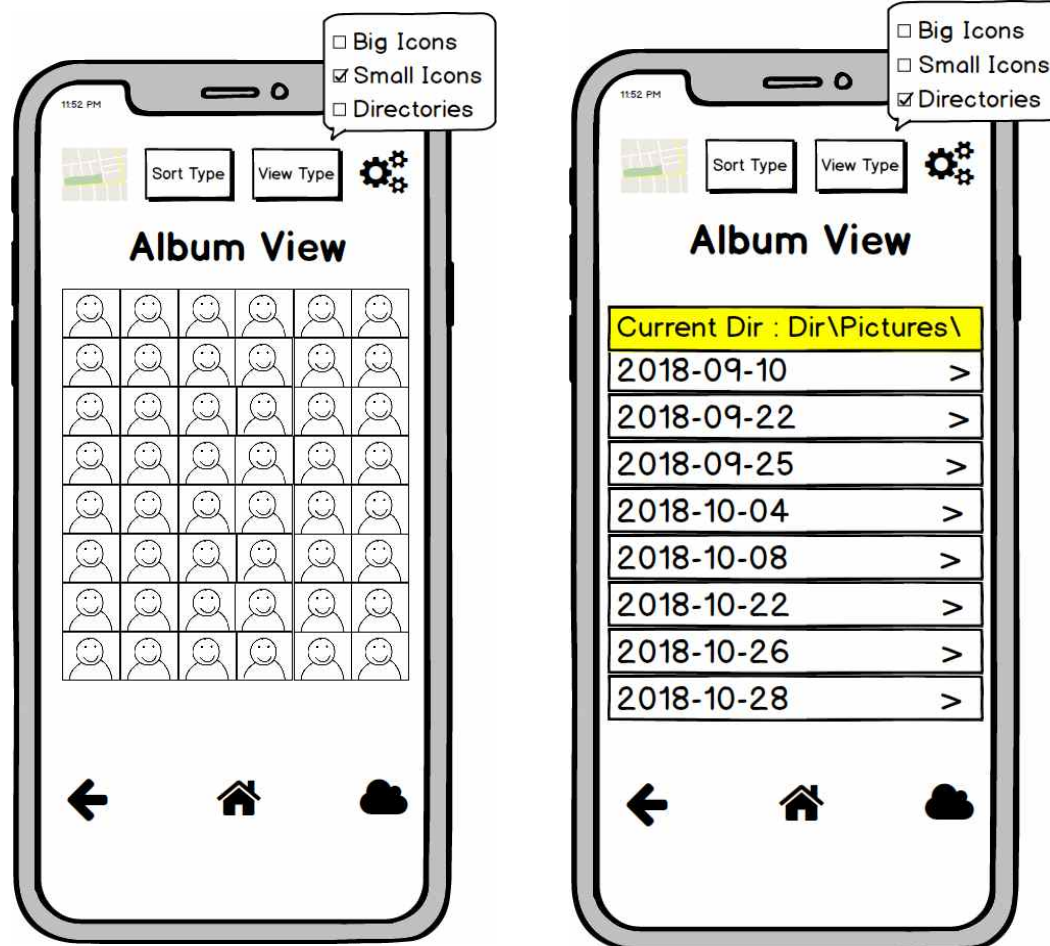 Big Icons
Small Icons
Directories
11:52 PM
Sort Type
View Type
Album View
Big Icons
Small Icons
Directories
11:52 PM
Sort Type
View Type
Album View
Current Dir : Dir\Pictures\
2018-09-10 >
2018-09-22 >
2018-09-25 >
2018-10-04 >
2018-10-08 >
2018-10-22 >
2018-10-26 >
2018-10-28 >